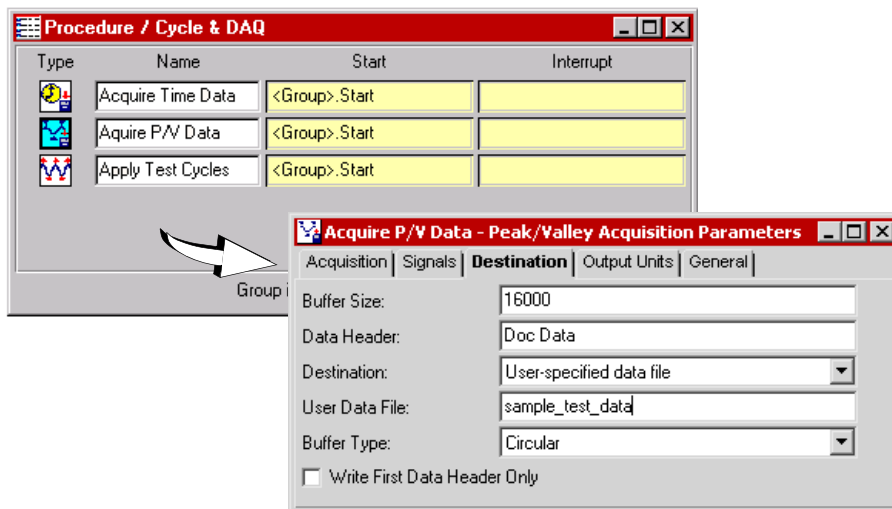 Procedure / Cycle & DAQ
Type Name Start Interrupt
Acquire Time Data <Group>.Start
Aquire P/V Data <Group>.Start
Apply Test Cycles <Group>.Start
Group
Acquire P/V Data - Peak/Valley Acquisition Parameters
Acquisition Signals Destination Output Units General
Buffer Size: 16000
Data Header: Doc Data
Destination: User-specified data file
User Data File: sample_test_data
Buffer Type: Circular
Write First Data Header Only